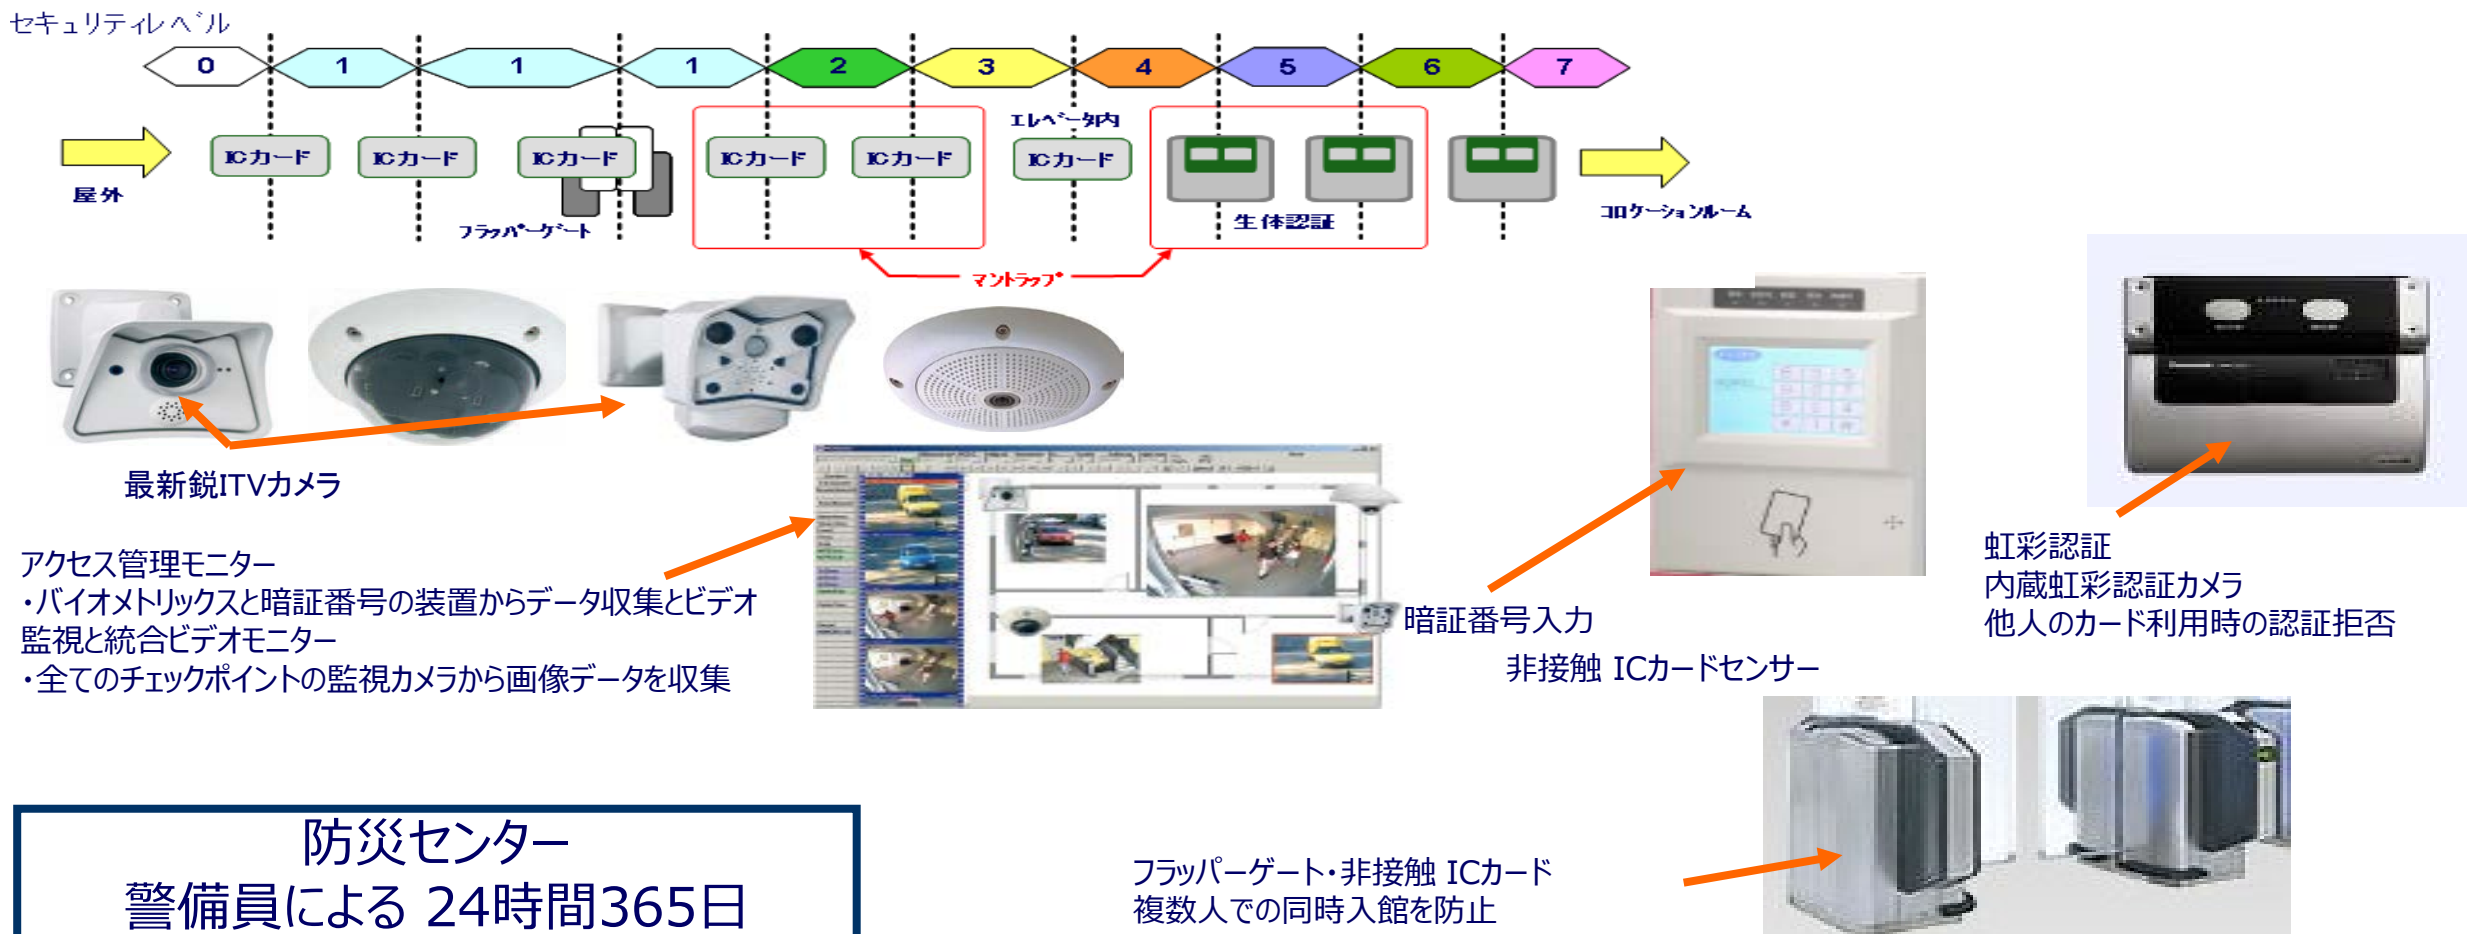 セキュリティレベル
0 1 1 1 2 3 4 5 6 7
エレベータ内
ICカード ICカード ICカード ICカード ICカード ICカード
屋外
フラッパーゲート
生体認証
コロケーションルーム
マントラップ
最新鋭ITVカメラ
アクセス管理モニター
・バイオメトリックスと暗証番号の装置からデータ収集とビデオ
監視と統合ビデオモニター
・全てのチェックポイントの監視カメラから画像データを収集
暗証番号入力
非接触 ICカードセンサー
虹彩認証
内蔵虹彩認証カメラ
他人のカード利用時の認証拒否
防災センター
警備員による 24時間365日
フラッパーゲート・非接触 ICカード
複数人での同時入館を防止